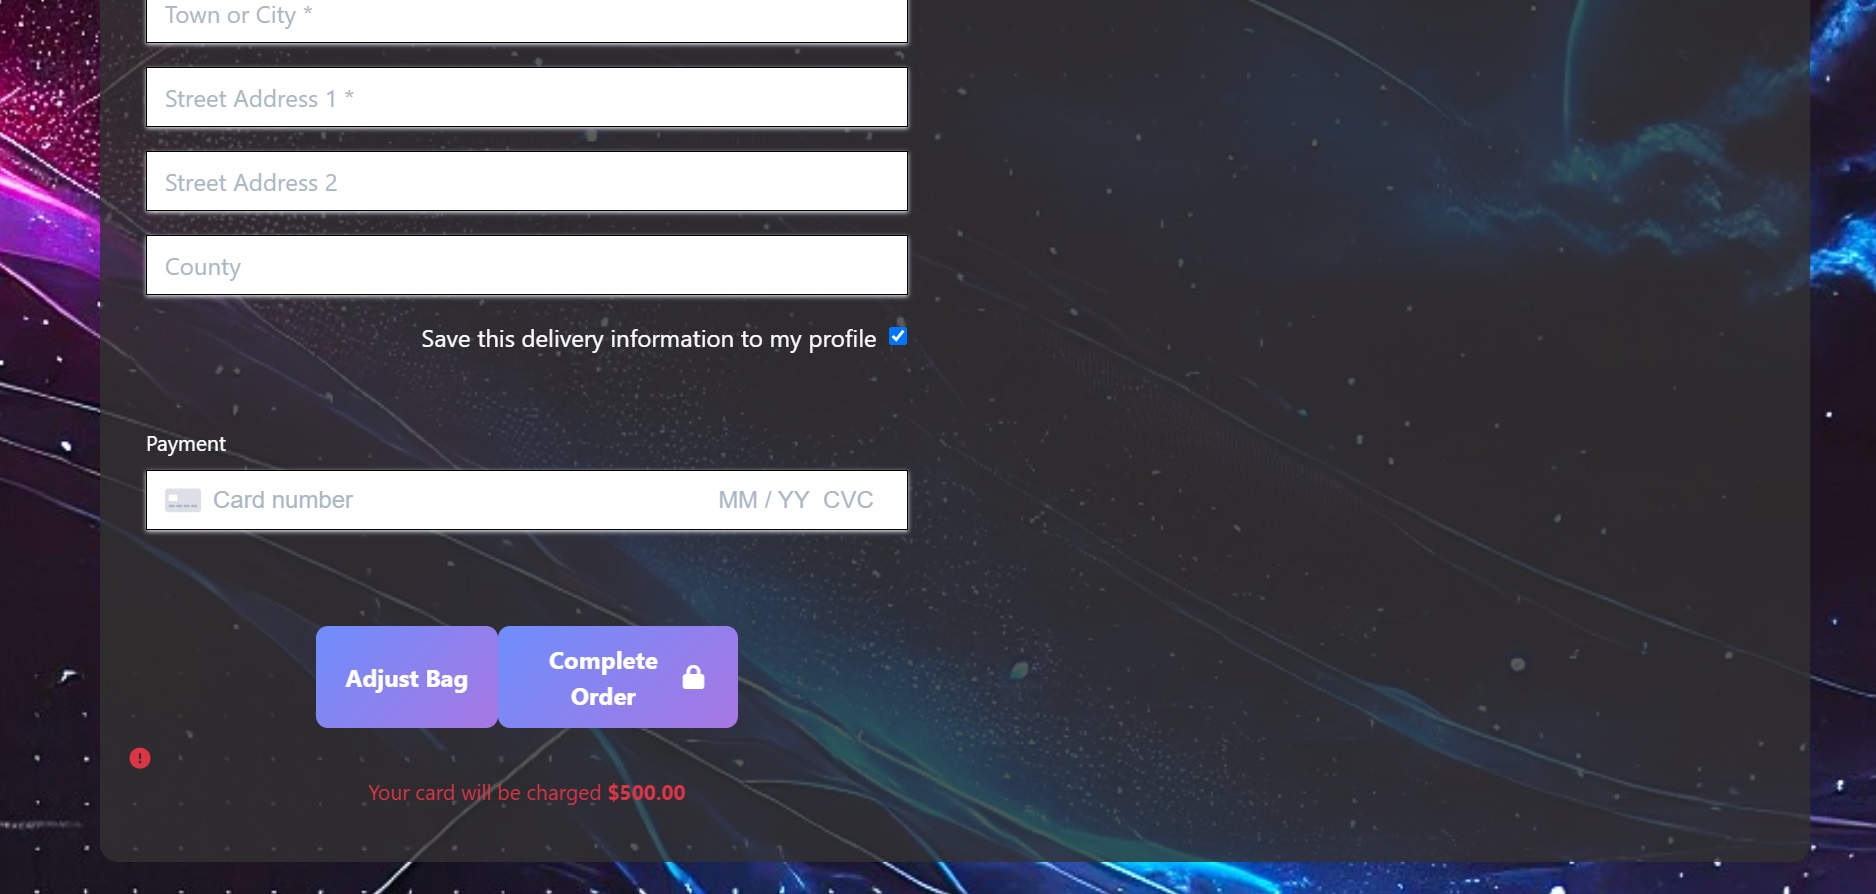 Town or City *
Street Address 1 *
Street Address 2
County
Save this delivery information to my profile
Payment
Card number MM / YY CVC
Adjust Bag
Complete
Order
Your card will be charged $500.00